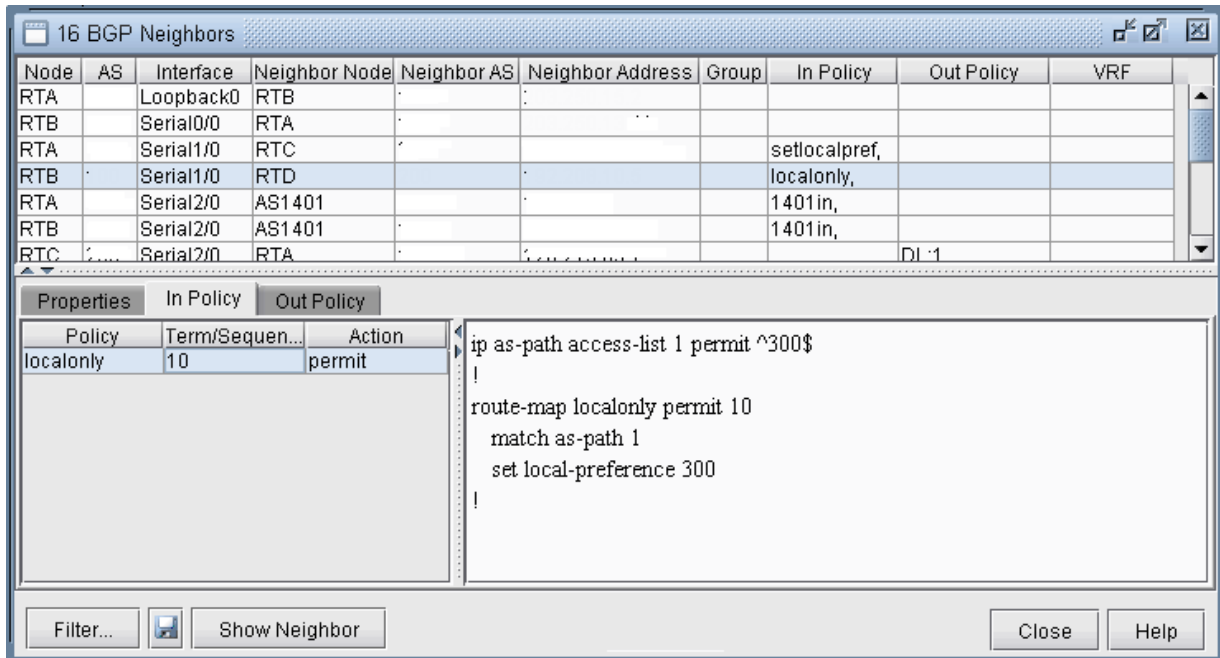 16 BGP Neighbors
Node AS Interface Neighbor Node Neighbor AS Neighbor Address Group In Policy Out Policy VRF
RTA Loopback0 RTB
RTB Serial0/0 RTA
RTA Serial1/0 RTC setlocalpref,
RTB Serial1/0 RTD localonly,
RTA Serial2/0 AS1401 1401in,
RTB Serial2/0 AS1401 1401in,
RTC Serial2/0 RTA
Properties In Policy Out Policy
Policy Term/Sequen... Action
localonly 10 permit
ip as-path access-list 1 permit ^300$
!
route-map localonly permit 10
match as-path 1
set local-preference 300
!
Filter... Show Neighbor Close Help